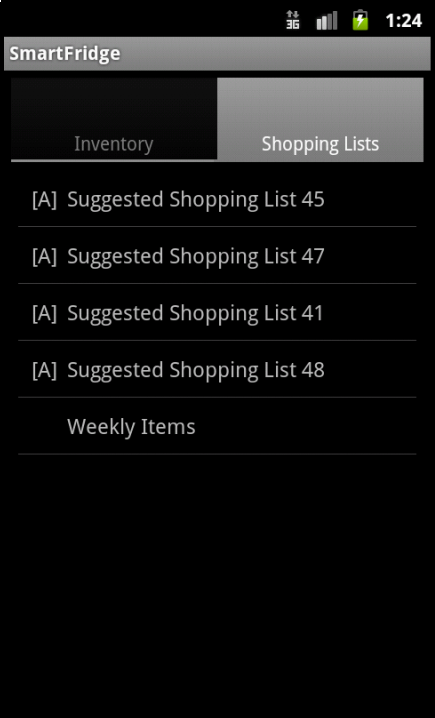 3G 1:24
SmartFridge
Inventory Shopping Lists
[A] Suggested Shopping List 45
[A] Suggested Shopping List 47
[A] Suggested Shopping List 41
[A] Suggested Shopping List 48
Weekly Items